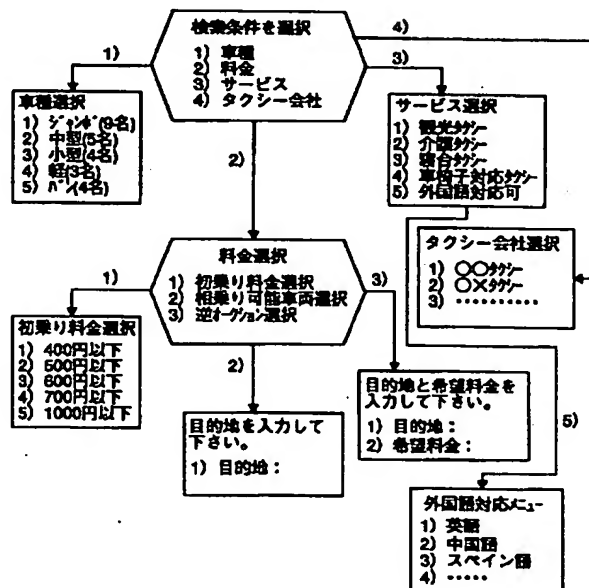 検索条件を選択
1) 車種
2) 料金
3) サービス
4) タクシー会社
1)
2)
3)
4)
車種選択
1) ジャンボ(9名)
2) 中型(5名)
3) 小型(4名)
4) 軽(3名)
5) バン(4名)
サービス選択
1) 観光タクシー
2) 介護タクシー
3) 寝台タクシー
4) 車椅子対応タクシー
5) 外国語対応可
タクシー会社選択
1) ○○タクシー
2) ○×タクシー
3) ··········
料金選択
1) 初乗り料金選択
2) 相乗り可能車両選択
3) 逆オークション選択
1)
2)
3)
初乗り料金選択
1) 400円以下
2) 500円以下
3) 600円以下
4) 700円以下
5) 1000円以下
目的地を入力して
下さい。
1) 目的地：
目的地と希望料金を
入力して下さい。
1) 目的地：
2) 希望料金：
5)
外国語対応メニュー
1) 英語
2) 中国語
3) スペイン語
4) ·····